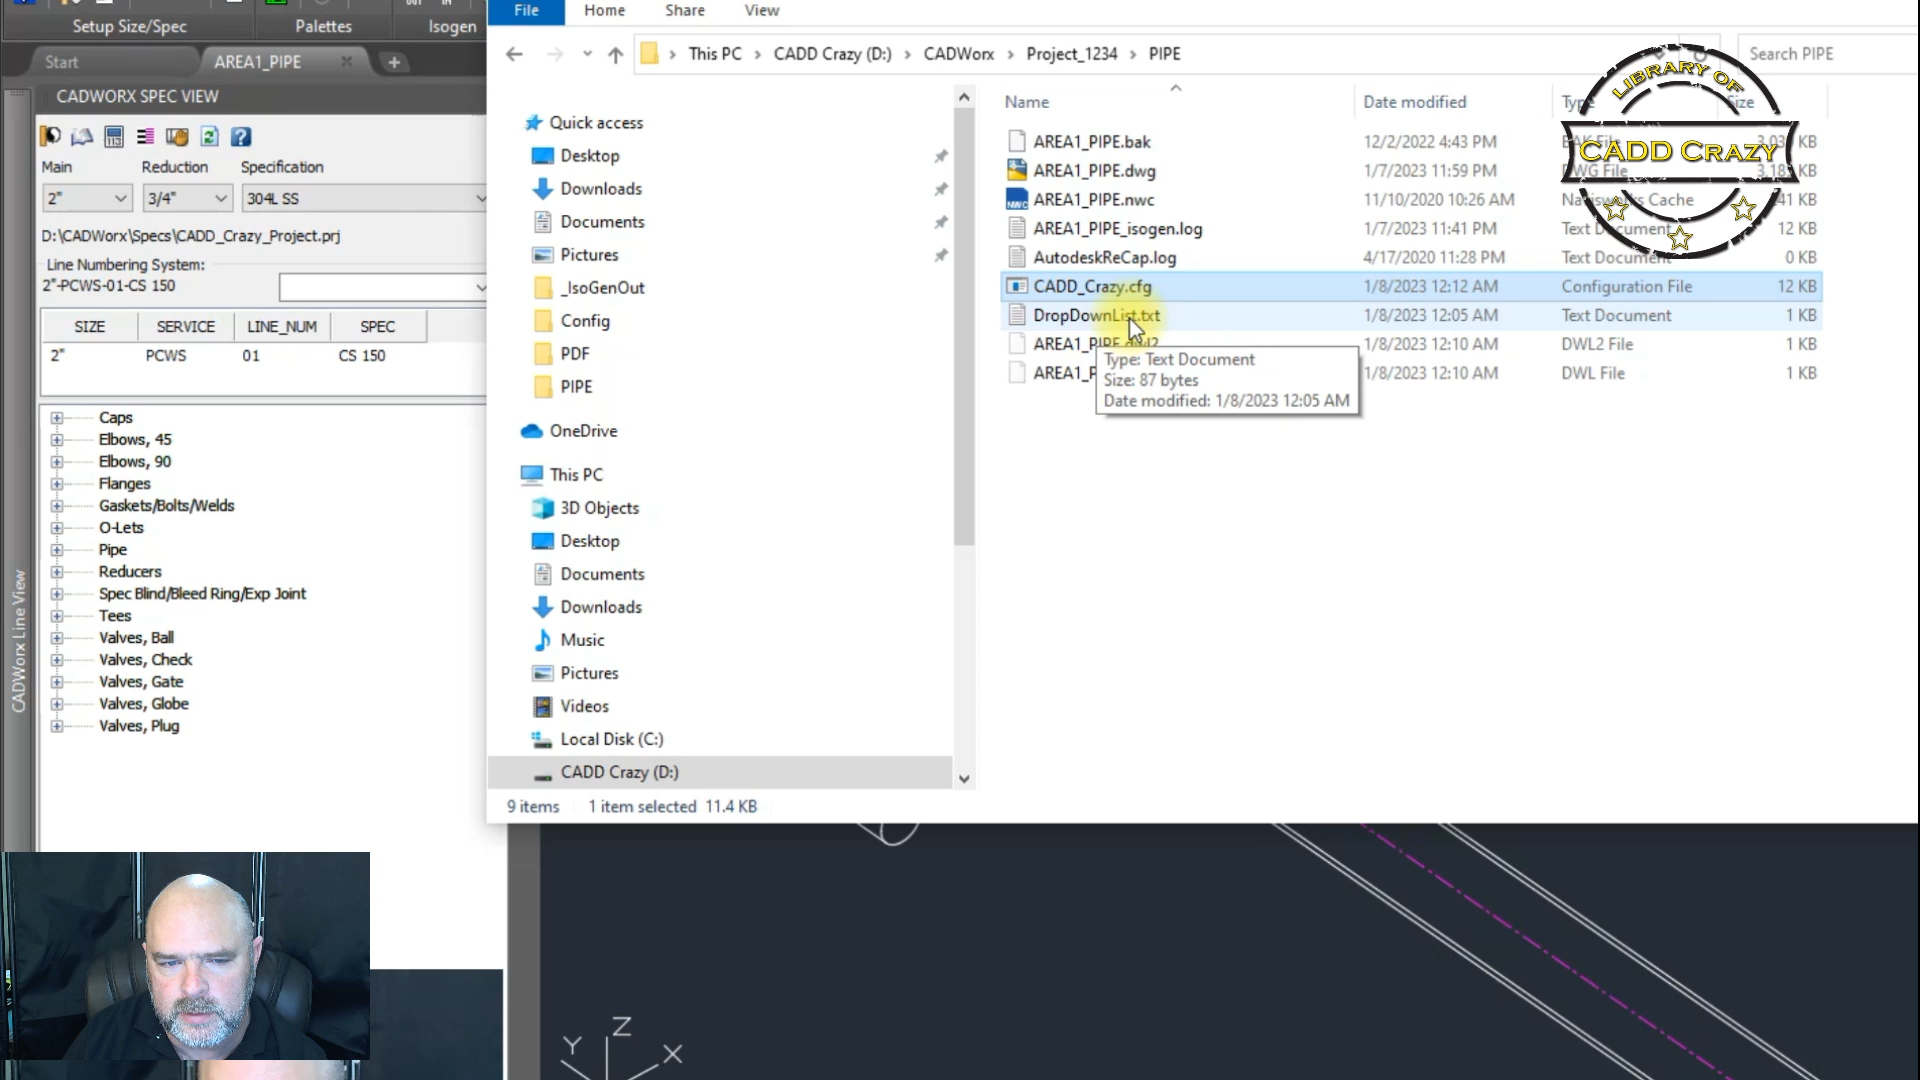 File Home Share View
Setup Size/Spec Palettes Isogen
This PC > CADD Crazy (D:) > CADWorx > Project_1234 > PIPE
Search PIPE
Start AREA1_PIPE
CADWORX SPEC VIEW
Main Reduction Specification
2" 3/4" 304L SS
D:\CADWorx\Specs\CADD_Crazy_Project.prj
Line Numbering System:
2"-PCWS-01-CS 150
SIZE SERVICE LINE_NUM SPEC
2" PCWS 01 CS 150
Caps
Elbows, 45
Elbows, 90
Flanges
Gaskets/Bolts/Welds
O-Lets
Pipe
Reducers
Spec Blind/Bleed Ring/Exp Joint
Tees
Valves, Ball
Valves, Check
Valves, Gate
Valves, Globe
Valves, Plug
CADWorx Line View
Quick access
Desktop
Downloads
Documents
Pictures
_IsoGenOut
Config
PDF
PIPE
OneDrive
This PC
3D Objects
Desktop
Documents
Downloads
Music
Pictures
Videos
Local Disk (C:)
CADD Crazy (D:)
9 items 1 item selected 11.4 KB
Name Date modified Type Size
AREA1_PIPE.bak 12/2/2022 4:43 PM KB
AREA1_PIPE.dwg 1/7/2023 11:59 PM KB
AREA1_PIPE.nwc 11/10/2020 10:26 AM KB
AREA1_PIPE_isogen.log 1/7/2023 11:41 PM 12 KB
AutodeskReCap.log 4/17/2020 11:28 PM Text Document 0 KB
CADD_Crazy.cfg 1/8/2023 12:12 AM Configuration File 12 KB
DropDownList.txt 1/8/2023 12:05 AM Text Document 1 KB
AREA1_PIPE.dwl2 1/8/2023 12:10 AM DWL2 File 1 KB
AREA1_P 1/8/2023 12:10 AM DWL File 1 KB
Type: Text Document
Size: 87 bytes
Date modified: 1/8/2023 12:05 AM
LIBRARY OF
CADD CRAZY
Z
Y
X